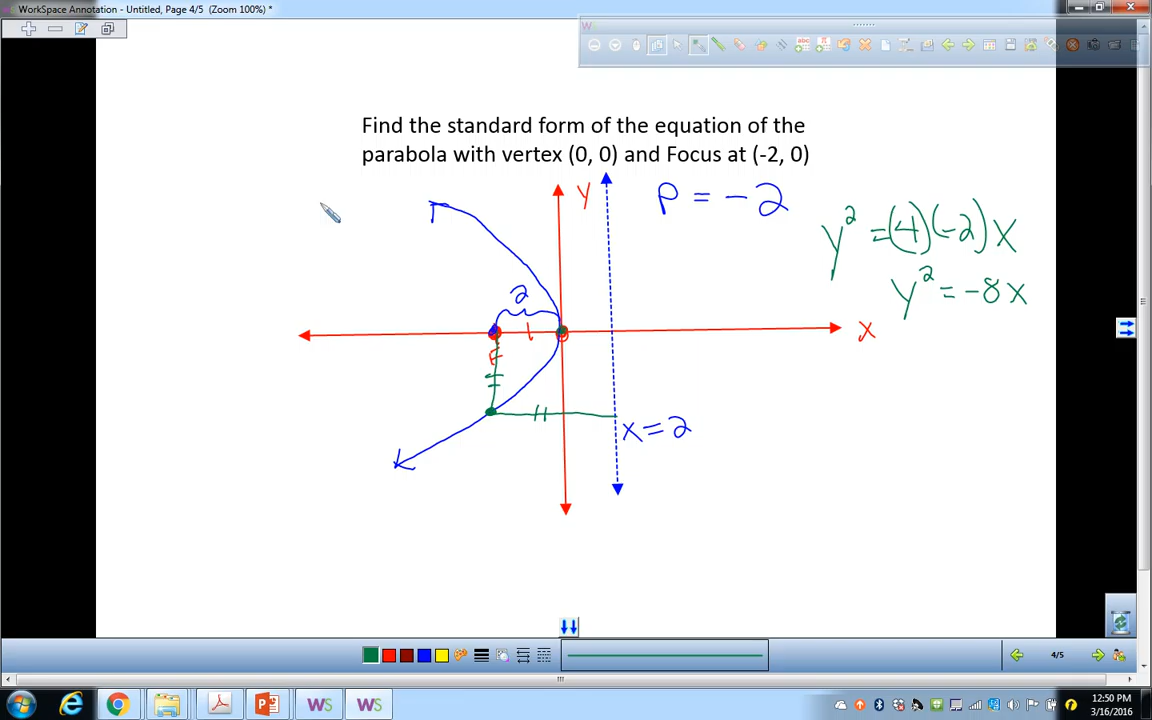 WorkSpace Annotation - Untitled, Page 4/5 (Zoom 100%) *
Find the standard form of the equation of the
parabola with vertex (0, 0) and Focus at (-2, 0)
y
P = -2
y² = (4)(-2)x
y² = -8x
2
x
F
x = 2
4/5
WS
WS
12:50 PM
3/16/2016